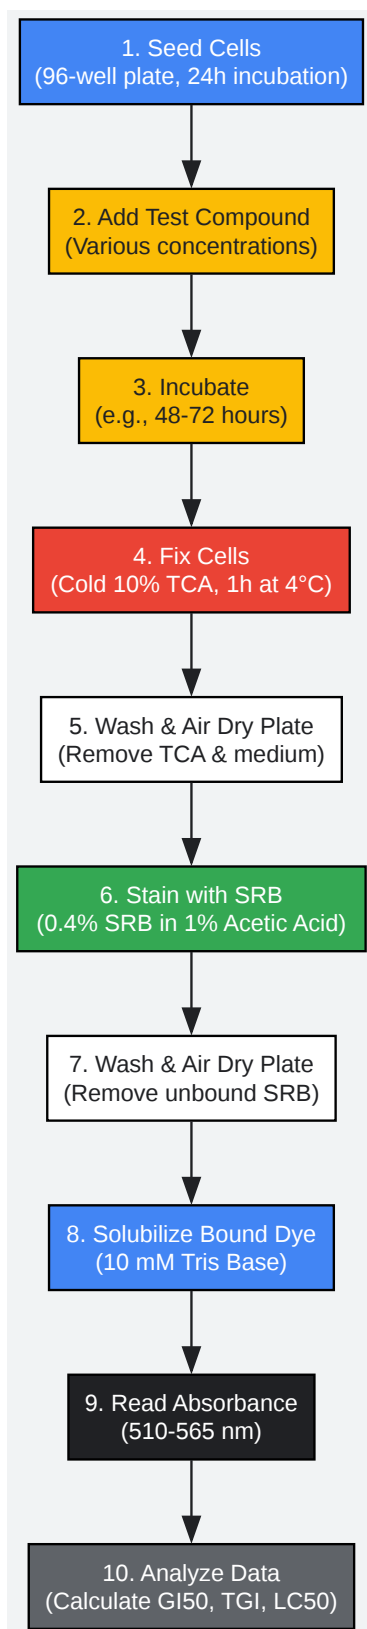 1. Seed Cells
(96-well plate, 24h incubation)
2. Add Test Compound
(Various concentrations)
3. Incubate
(e.g., 48-72 hours)
4. Fix Cells
(Cold 10% TCA, 1h at 4°C)
5. Wash & Air Dry Plate
(Remove TCA & medium)
6. Stain with SRB
(0.4% SRB in 1% Acetic Acid)
7. Wash & Air Dry Plate
(Remove unbound SRB)
8. Solubilize Bound Dye
(10 mM Tris Base)
9. Read Absorbance
(510-565 nm)
10. Analyze Data
(Calculate GI50, TGI, LC50)